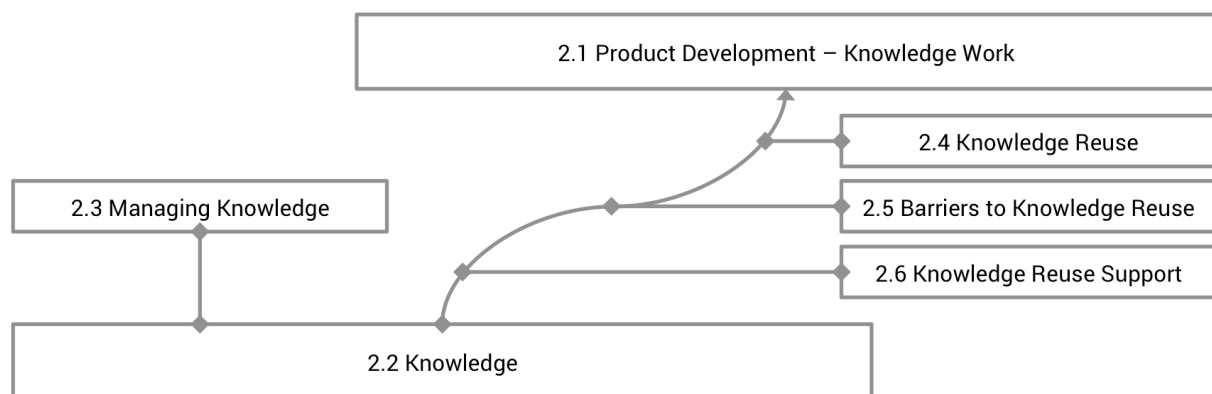 2.1 Product Development – Knowledge Work
2.4 Knowledge Reuse
2.3 Managing Knowledge
2.5 Barriers to Knowledge Reuse
2.6 Knowledge Reuse Support
2.2 Knowledge